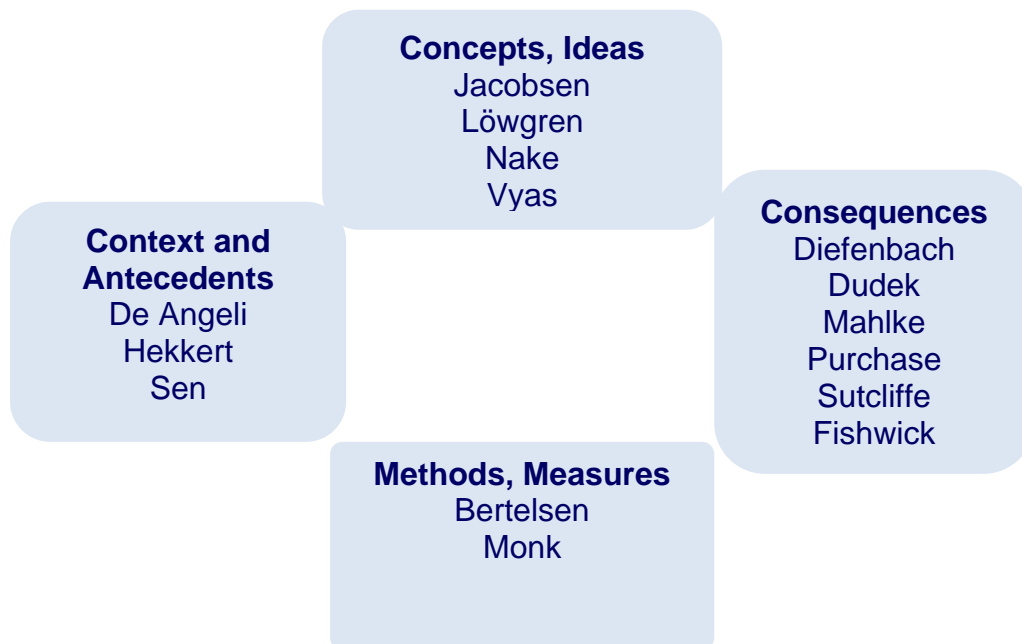 Concepts, Ideas
Jacobsen
Löwgren
Nake
Vyas
Context and
Antecedents
De Angeli
Hekkert
Sen
Consequences
Diefenbach
Dudek
Mahlke
Purchase
Sutcliffe
Fishwick
Methods, Measures
Bertelsen
Monk